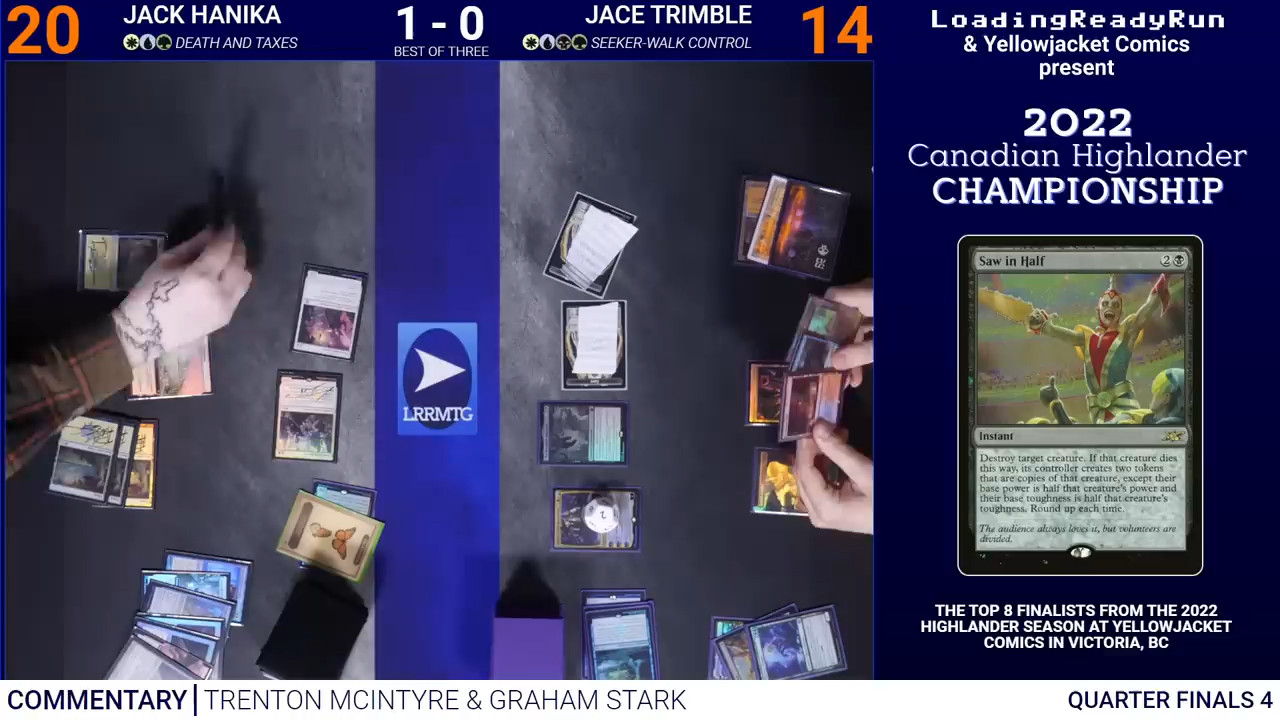 20
JACK HANIKA
DEATH AND TAXES
1 - 0
BEST OF THREE
JACE TRIMBLE
SEEKER-WALK CONTROL
14
LoadingReadyRun
& Yellowjacket Comics
present
2022
Canadian Highlander
CHAMPIONSHIP
Saw in Half 2
Instant
Destroy target creature. If that creature dies
this way, its controller creates two tokens
that are copies of that creature, except their
base power is half that creature's power and
their base toughness is half that creature's
toughness. Round up each time.
The audience always loves it, but volunteers are
divided.
LRRMTG
2
THE TOP 8 FINALISTS FROM THE 2022
HIGHLANDER SEASON AT YELLOWJACKET
COMICS IN VICTORIA, BC
COMMENTARY | TRENTON MCINTYRE & GRAHAM STARK
QUARTER FINALS 4